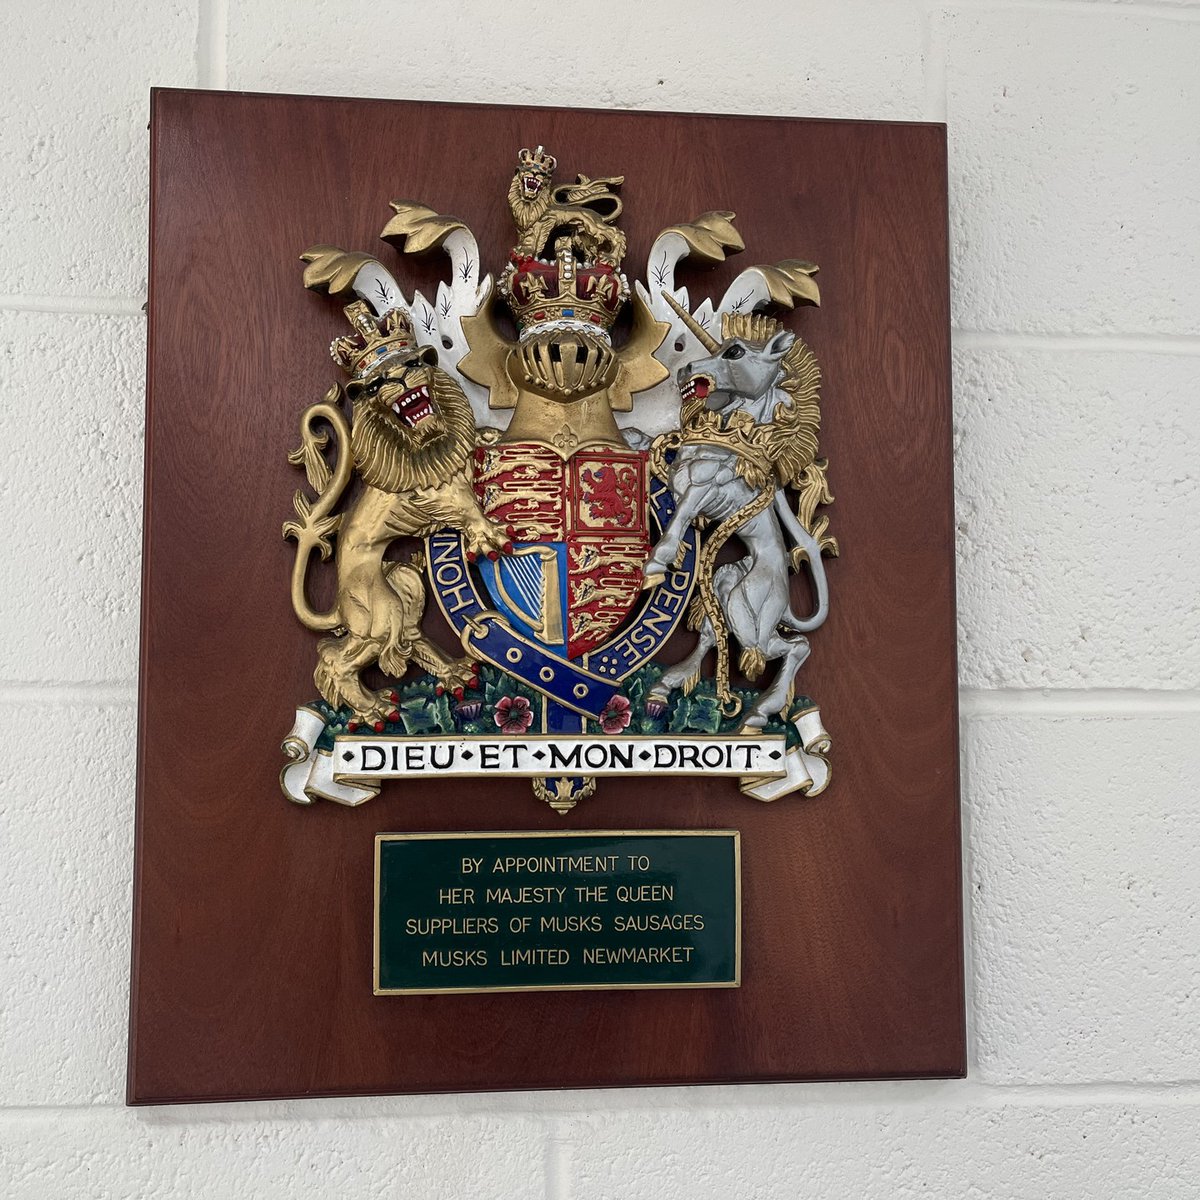 HONI
PENSE
DIEU ET MON DROIT
BY APPOINTMENT TO
HER MAJESTY THE QUEEN
SUPPLIERS OF MUSKS SAUSAGES
MUSKS LIMITED NEWMARKET